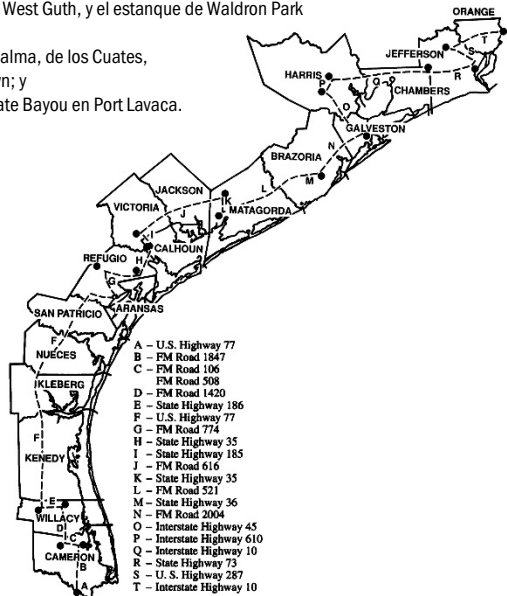 West Guth, y el estanque de Waldron Park
alma, de los Cuates,
n; y
ate Bayou en Port Lavaca.
ORANGE
T
JEFFERSON
S
HARRIS
P
Q
R
CHAMBERS
O
GALVESTON
BRAZORIA
N
M
JACKSON
L
K
VICTORIA
J
MATAGORDA
I
CALHOUN
REFUGIO
H
G
ARANSAS
SAN PATRICIO
F
NUECES
KLEBERG
F
KENEDY
E
WILLACY
D
C
CAMERON
B
A
A – U.S. Highway 77
B – FM Road 1847
C – FM Road 106
FM Road 508
D – FM Road 1420
E – State Highway 186
F – U.S. Highway 77
G – FM Road 774
H – State Highway 35
I – State Highway 185
J – FM Road 616
K – State Highway 35
L – FM Road 521
M – State Highway 36
N – FM Road 2004
O – Interstate Highway 45
P – Interstate Highway 610
Q – Interstate Highway 10
R – State Highway 73
S – U. S. Highway 287
T – Interstate Highway 10